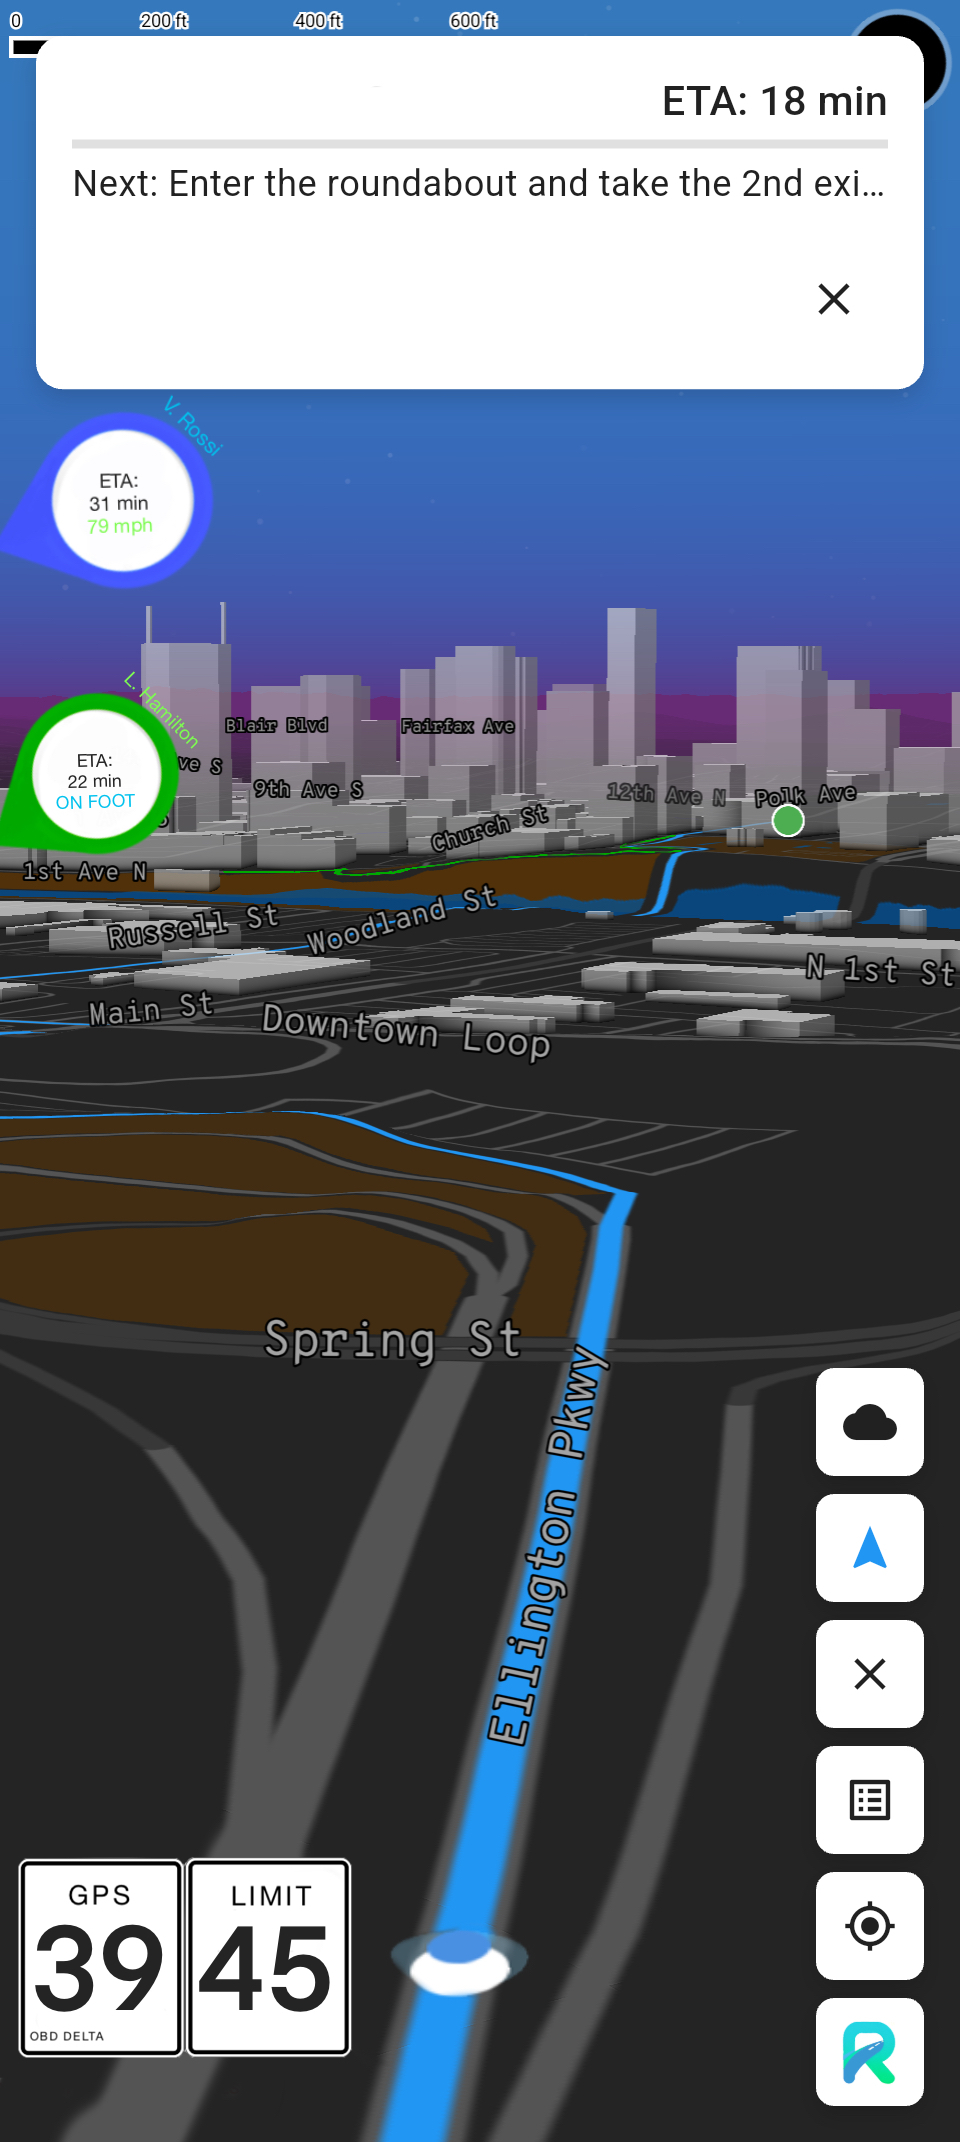 0 200 ft 400 ft 600 ft
ETA: 18 min
Next: Enter the roundabout and take the 2nd exi...
V. Rossi
ETA:
31 min
79 mph
L. Hamilton
ETA:
22 min
ON FOOT
Blair Blvd
Fairfax Ave
ve S
9th Ave S
12th Ave N
Polk Ave
Church St
1st Ave N
Russell St
Woodland St
N 1st St
Main St
Downtown Loop
Spring St
Ellington Pkwy
GPS
39
OBD DELTA
LIMIT
45